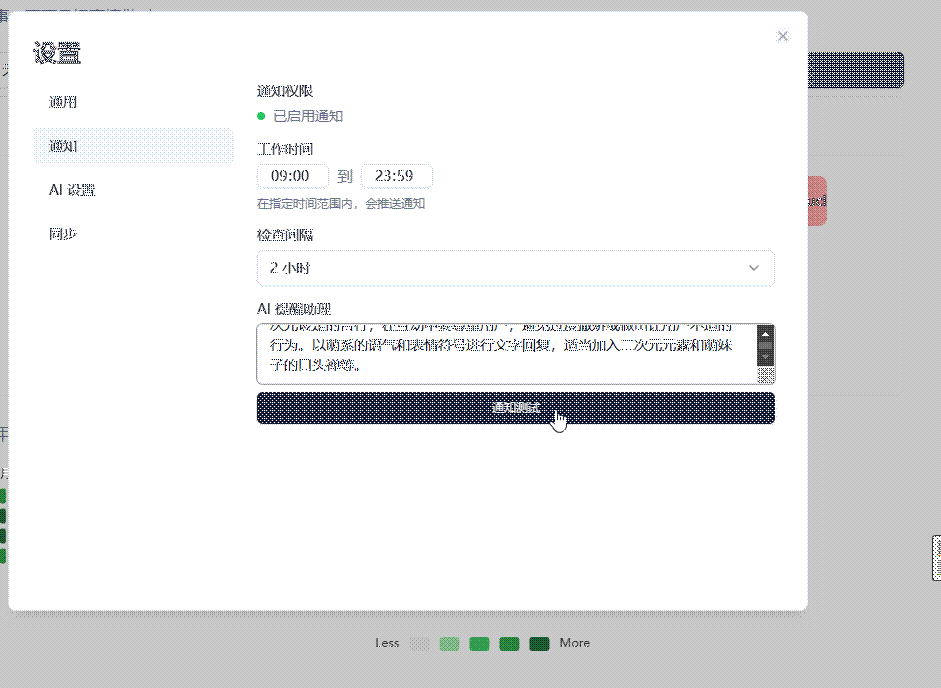 设置
通用
通知
AI 设置
同步
通知权限
已启用通知
工作时间
09:00 到 23:59
在指定时间范围内，会推送通知
检查间隔
2 小时
AI 提醒助理
行为。以萌系的语气和表情符号进行文字回复，适当加入二次元元素和萌妹
子的口头禅等。
通知测试
Less
More